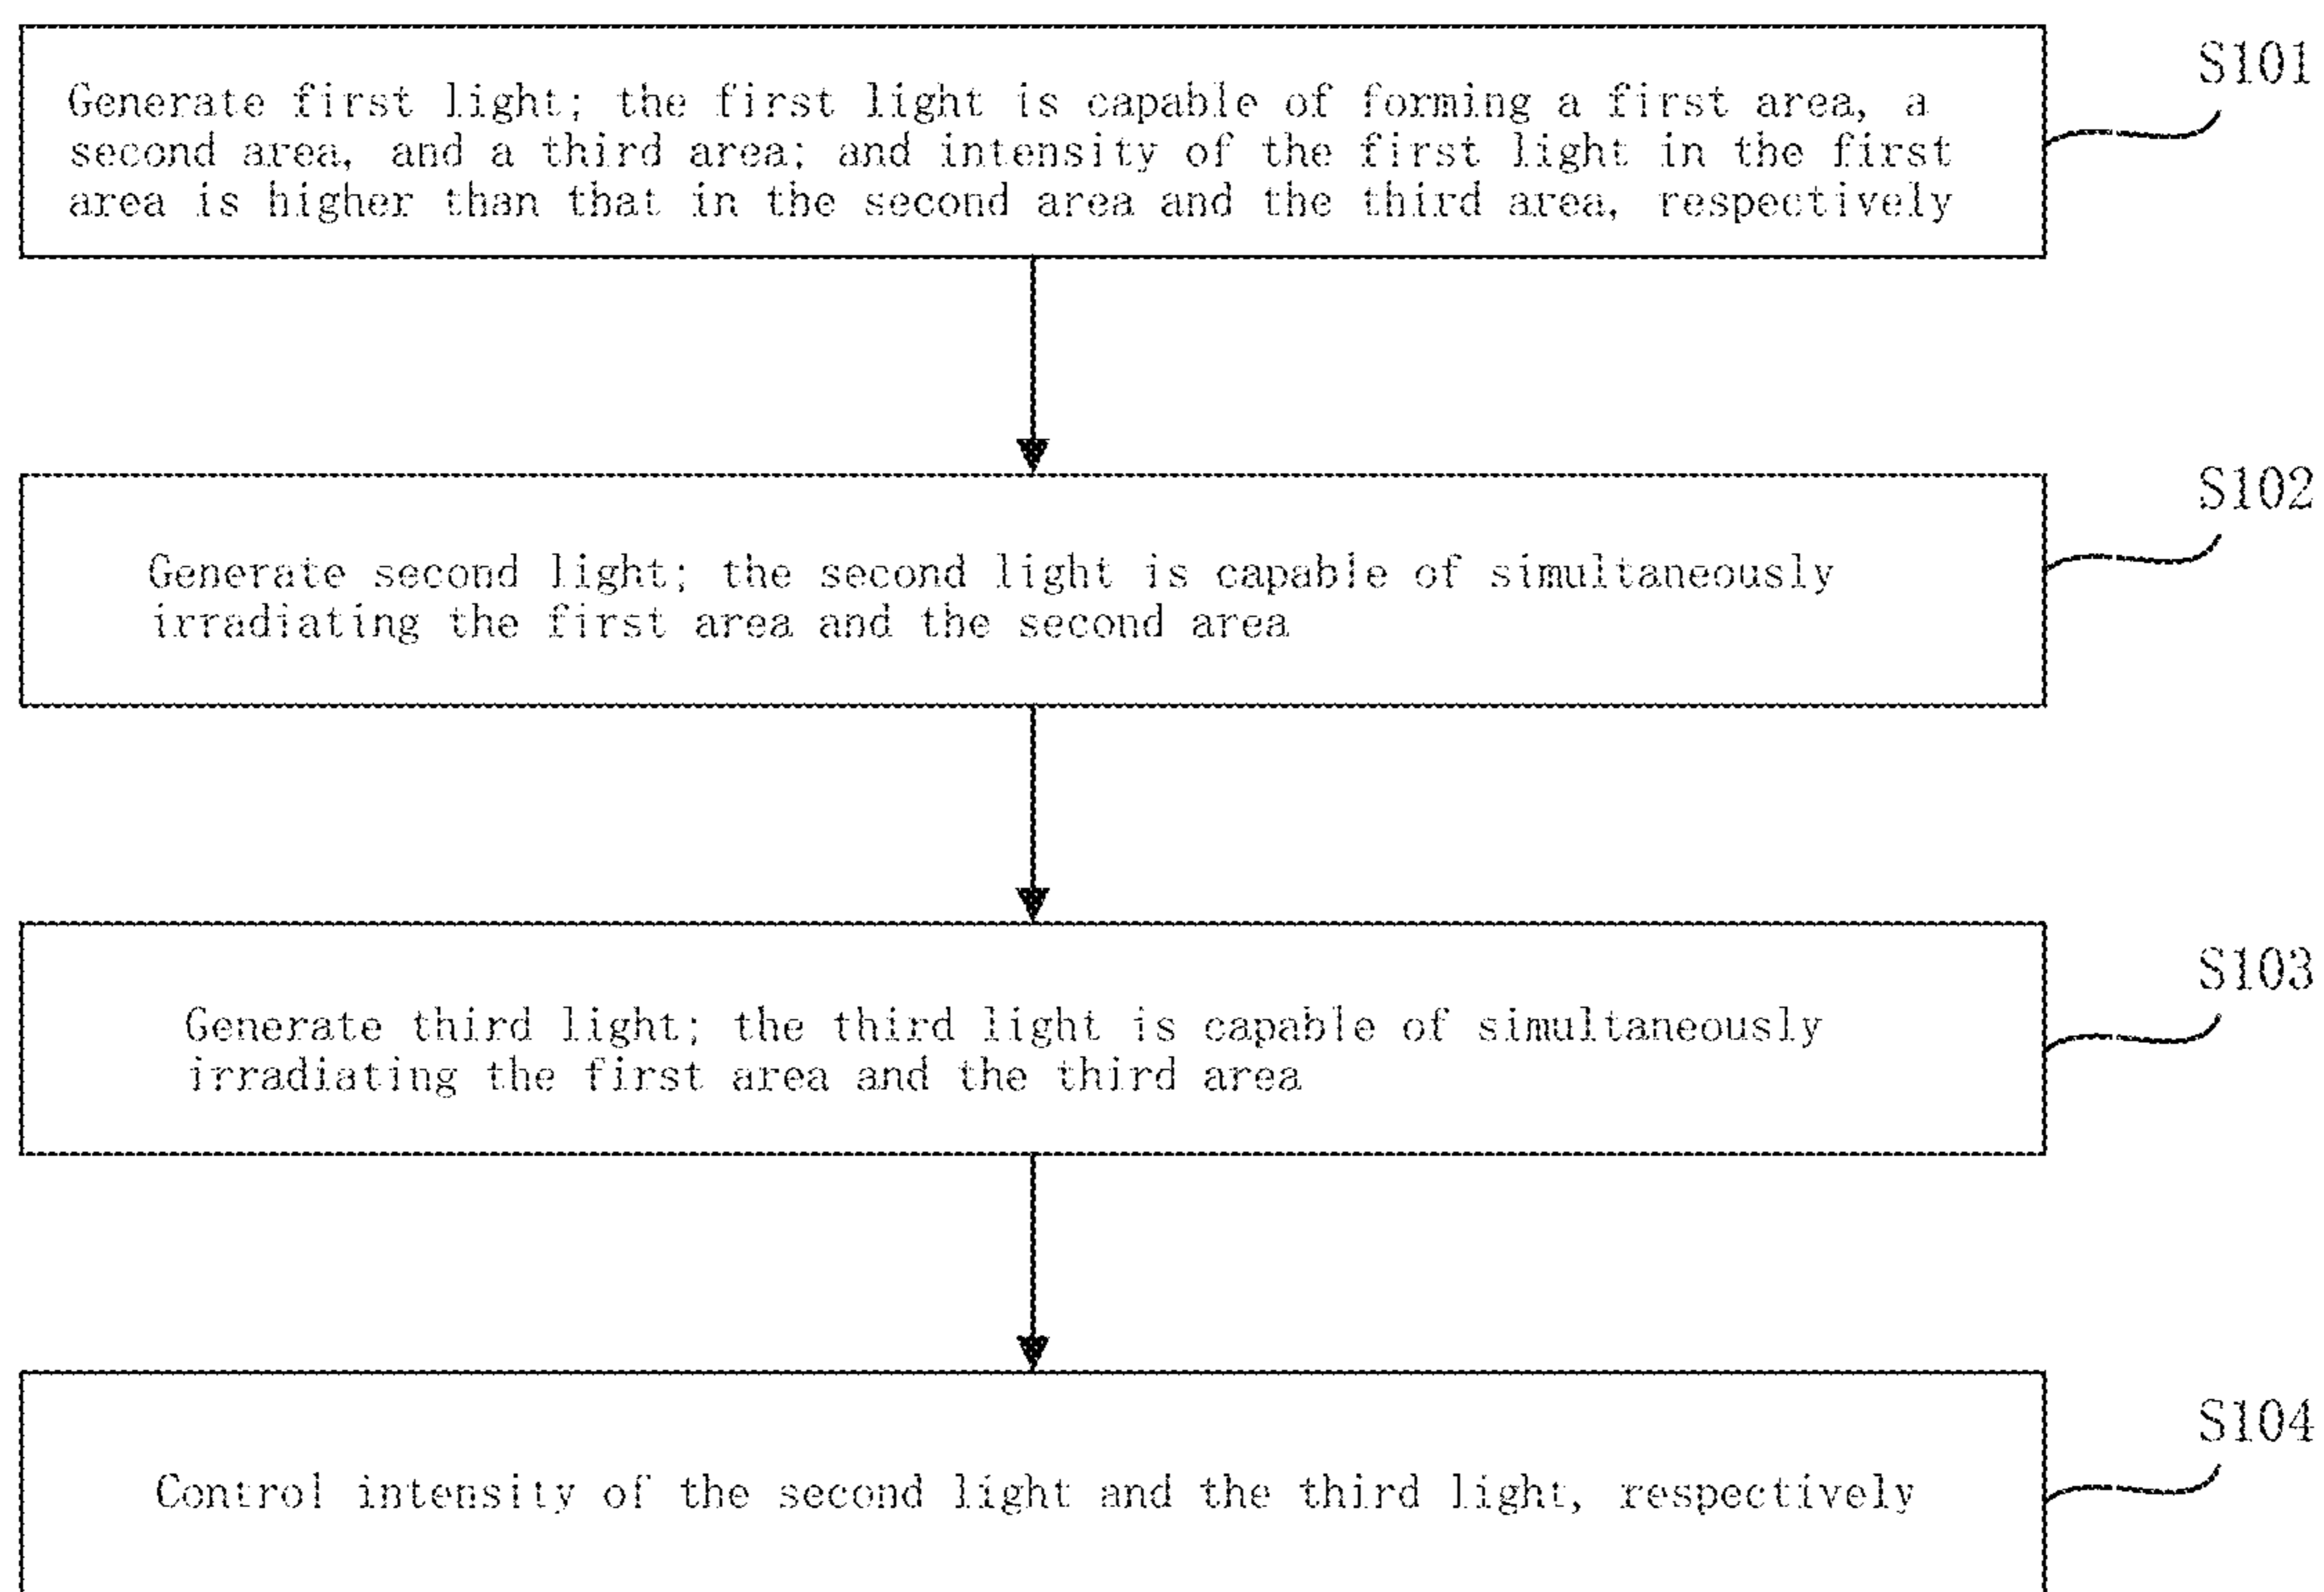 S101
Generate first light; the first light is capable of forming a first area, a
second area, and a third area; and intensity of the first light in the first
area is higher than that in the second area and the third area, respectively
S102
Generate second light; the second light is capable of simultaneously
irradiating the first area and the second area
S103
Generate third light; the third light is capable of simultaneously
irradiating the first area and the third area
S104
Control intensity of the second light and the third light, respectively